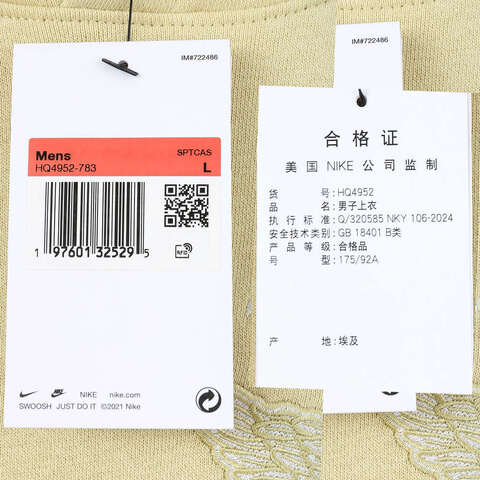 IM#722486
Mens
SPTCAS
HQ4952-783
L
1 97601 32529 5
RFID
NIKE nike.com
SWOOSH JUST DO IT ©2021 Nike
IM#722486
合格证
美国 NIKE 公司监制
货号: HQ4952
品名: 男子上衣
执行标准: Q/320585 NKY 106-2024
安全技术类别: GB 18401 B类
产品等级: 合格品
号型: 175/92A
产地: 埃及